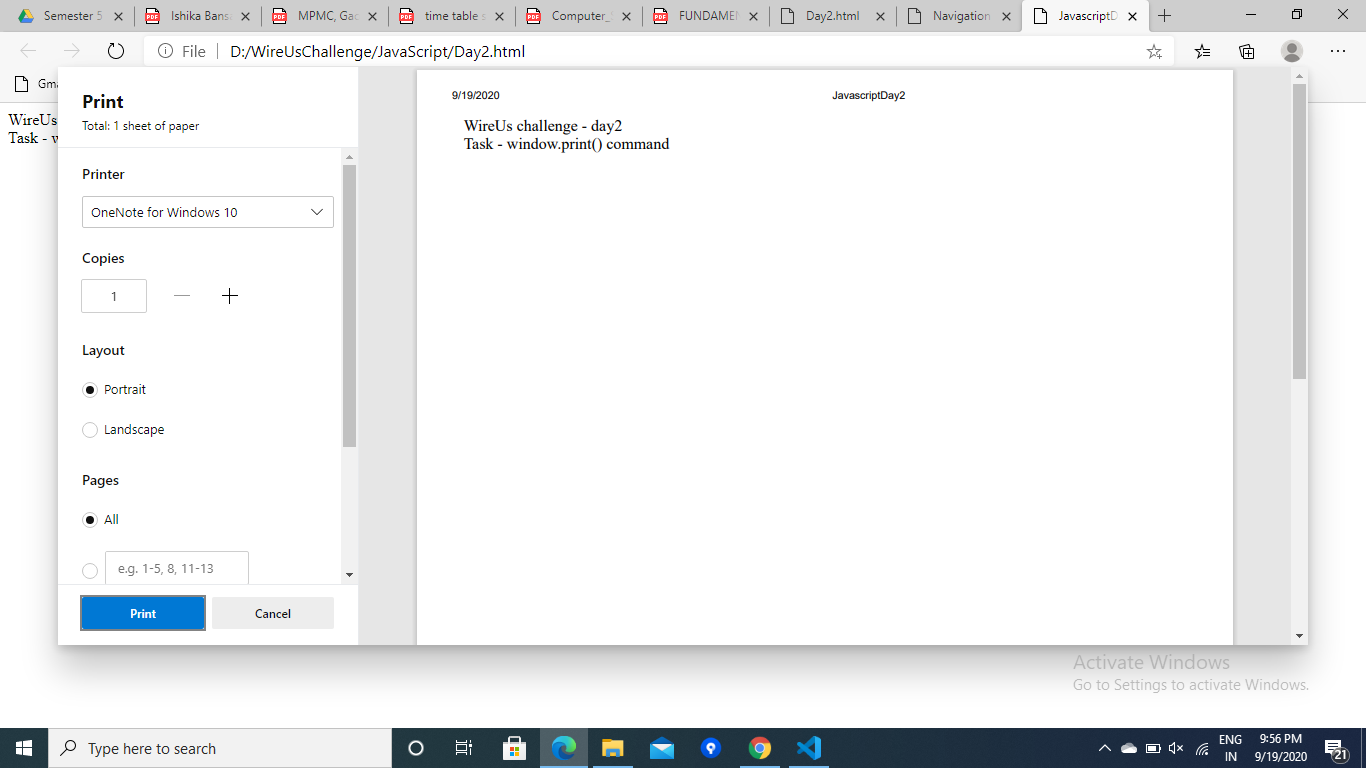 Semester 5
Ishika Bans
MPMC, Gao
time table s
Computer_
FUNDAMEN
Day2.html
Navigation
JavascriptD
File
D:/WireUsChallenge/JavaScript/Day2.html
Gma
WireUs
Task - w
Print
Total: 1 sheet of paper
Printer
OneNote for Windows 10
Copies
1
Layout
Portrait
Landscape
Pages
All
e.g. 1-5, 8, 11-13
Print
Cancel
9/19/2020
JavascriptDay2
WireUs challenge - day2
Task - window.print() command
Activate Windows
Go to Settings to activate Windows.
Type here to search
ENG
IN
9:56 PM
9/19/2020
21